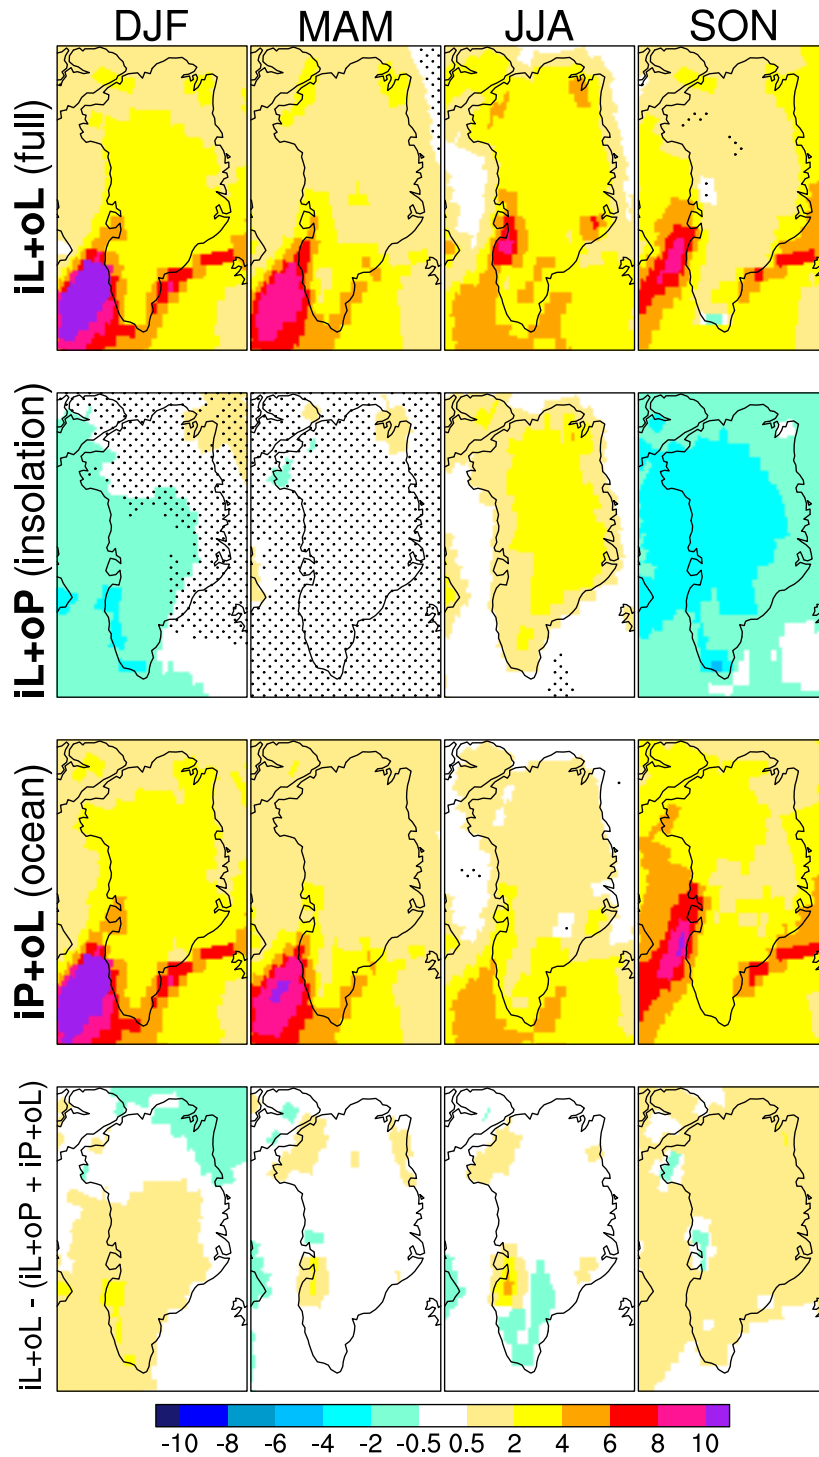 DJF MAM JJA SON
iL+oL (full)
iL+oP (insolation)
iP+oL (ocean)
iL+oL - (iL+oP + iP+oL)
-10 -8 -6 -4 -2 -0.5 0.5 2 4 6 8 10